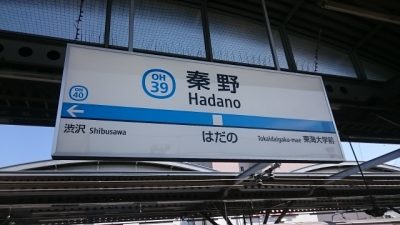 OH
39
秦野
Hadano
OH
40
渋沢 Shibusawa
はだの
Tokaidaigaku-mae 東海大学前